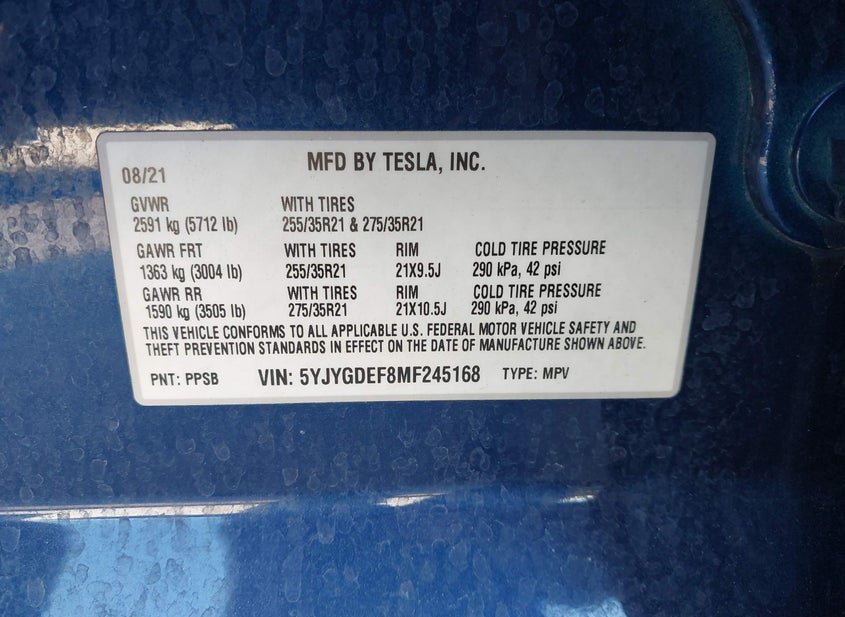 MFD BY TESLA, INC.
08/21
GVWR WITH TIRES
2591 kg (5712 lb) 255/35R21 & 275/35R21
GAWR FRT WITH TIRES RIM COLD TIRE PRESSURE
1363 kg (3004 lb) 255/35R21 21X9.5J 290 kPa, 42 psi
GAWR RR WITH TIRES RIM COLD TIRE PRESSURE
1590 kg (3505 lb) 275/35R21 21X10.5J 290 kPa, 42 psi
THIS VEHICLE CONFORMS TO ALL APPLICABLE U.S. FEDERAL MOTOR VEHICLE SAFETY AND
THEFT PREVENTION STANDARDS IN EFFECT ON THE DATE OF MANUFACTURE SHOWN ABOVE.
PNT: PPSB VIN: 5YJYGDEF8MF245168 TYPE: MPV